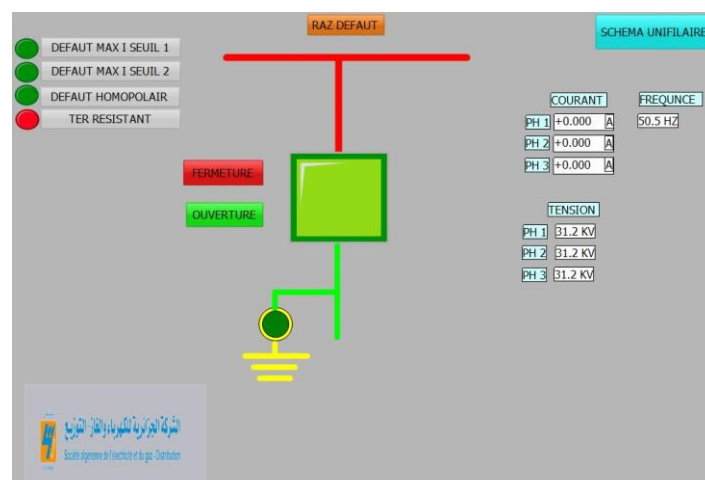 RAZ DEFAUT
SCHEMA UNIFILAIRE
DEFAUT MAX I SEUIL 1
DEFAUT MAX I SEUIL 2
DEFAUT HOMOPOLAIR
TER RESISTANT
COURANT
FREQUNCE
PH 1 +0.000 A
50.5 HZ
PH 2 +0.000 A
PH 3 +0.000 A
FERMETURE
OUVERTURE
TENSION
PH 1 31.2 KV
PH 2 31.2 KV
PH 3 31.2 KV
الشركة الجزائرية للكهرباء والغاز - التوزيع
Société algérienne de l'électricité et du gaz - Distribution